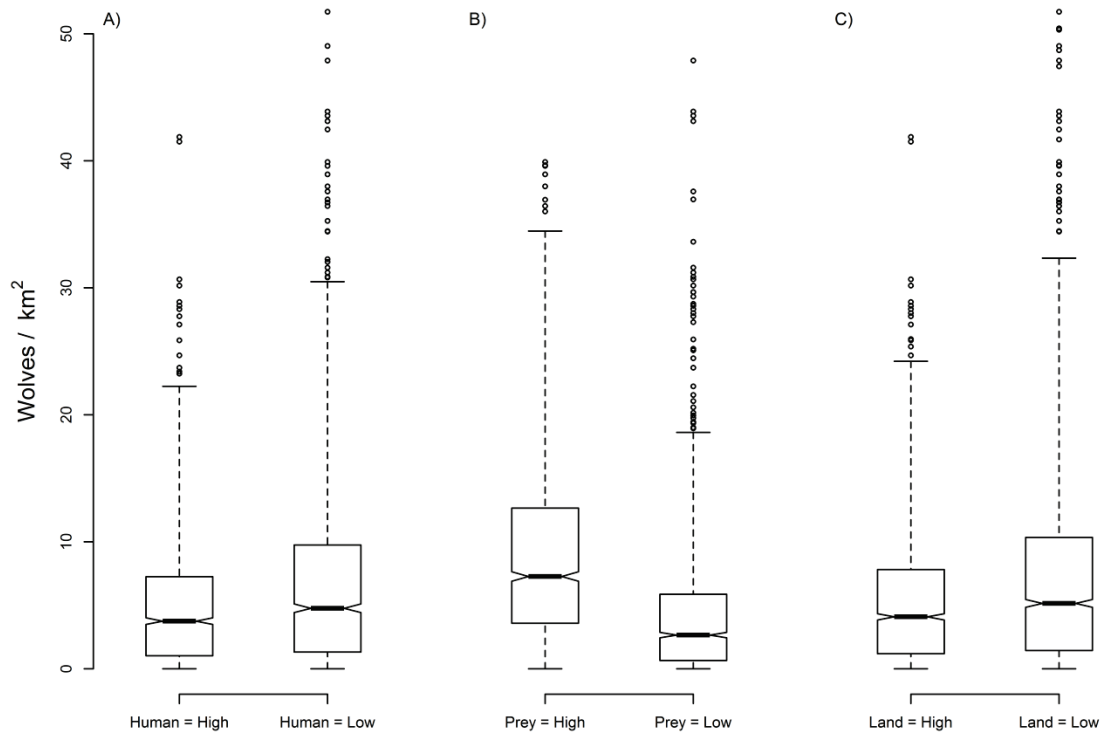 A)
B)
C)
Wolves / km²
50
40
30
20
10
0
Human = High
Human = Low
Prey = High
Prey = Low
Land = High
Land = Low